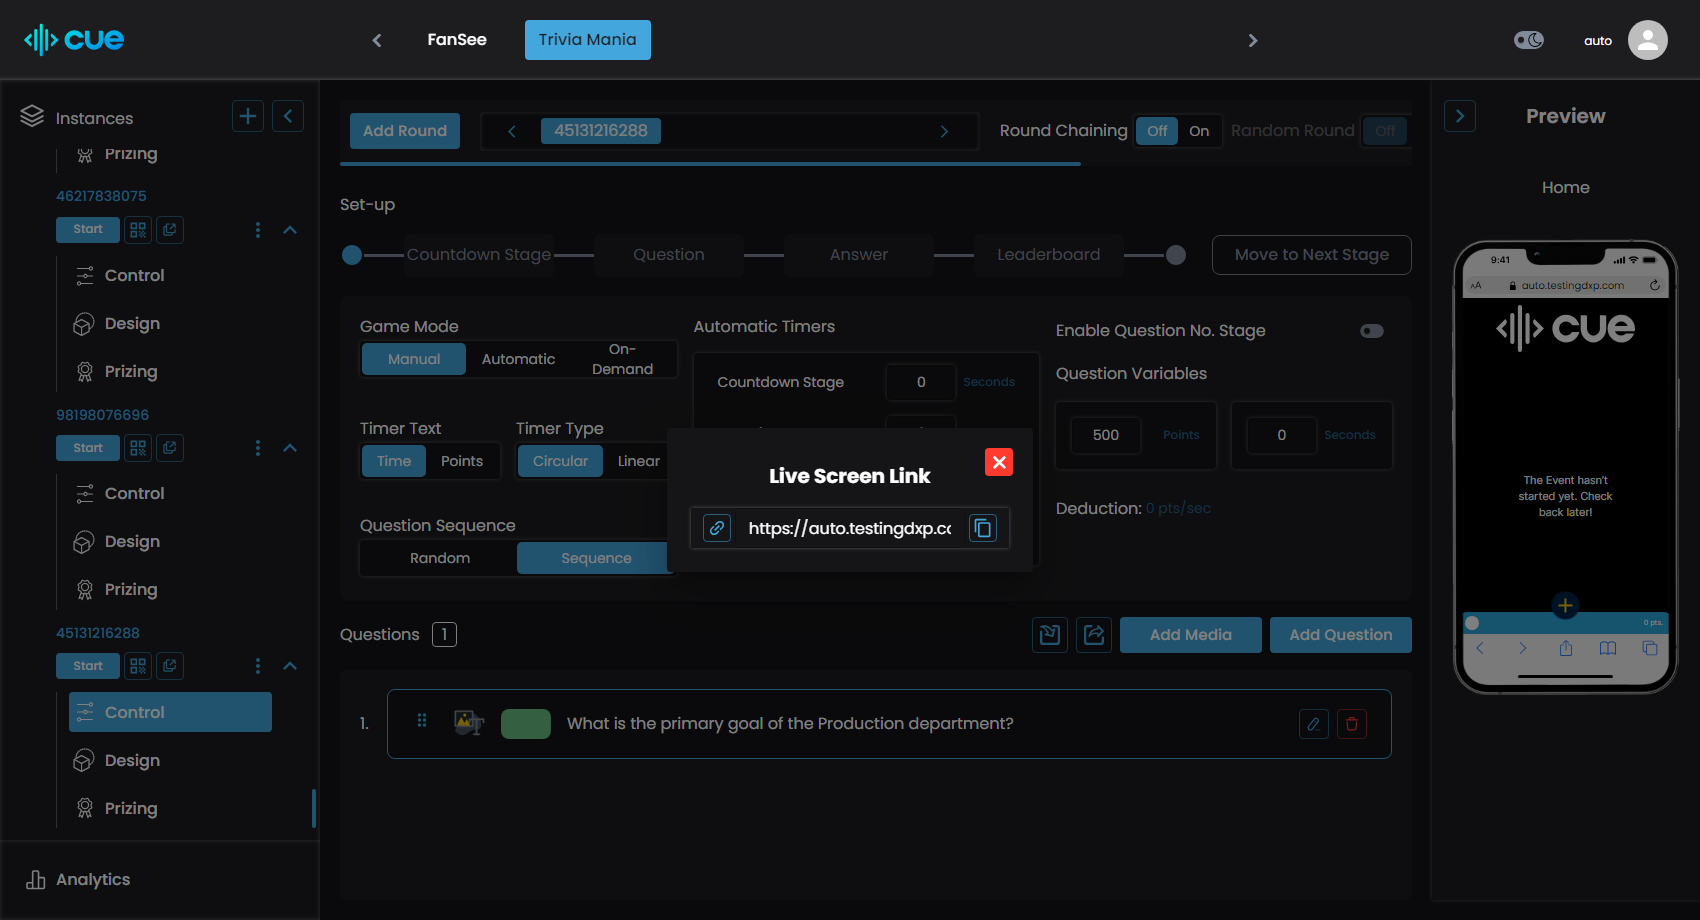 cue
FanSee
Trivia Mania
auto
Instances
Prizing
46217838075
Start
Control
Design
Prizing
98198076696
Start
Control
Design
Prizing
45131216288
Start
Control
Design
Prizing
Analytics
Add Round
45131216288
Round Chaining
Off
On
Random Round
Off
Set-up
Countdown Stage
Question
Answer
Leaderboard
Move to Next Stage
Game Mode
Manual
Automatic
On-
Demand
Timer Text
Time
Points
Timer Type
Circular
Linear
Question Sequence
Random
Sequence
Automatic Timers
Countdown Stage
0
Seconds
Enable Question No. Stage
Question Variables
500
Points
0
Seconds
Deduction: 0 pts/sec
Live Screen Link
https://auto.testingdxp.co
Questions
1
Add Media
Add Question
1.
What is the primary goal of the Production department?
Preview
Home
9:41
AA
auto.testingdxp.com
cue
The Event hasn't
started yet. Check
back later!
0 pts.